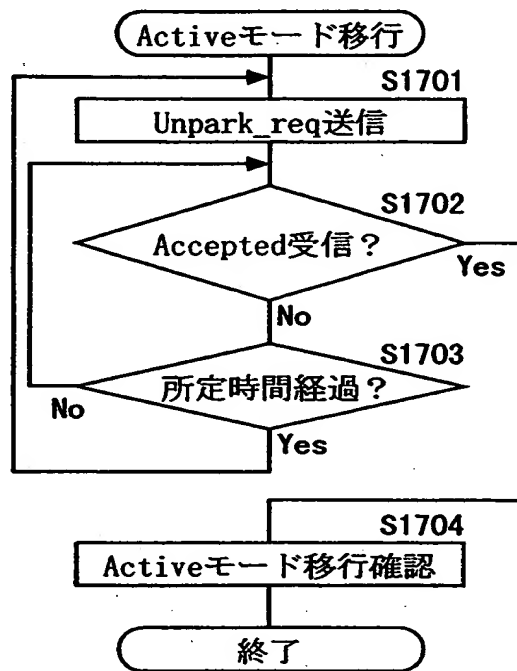 Activeモード移行
S1701
Unpark_req送信
S1702
Accepted受信？
Yes
No
S1703
所定時間経過？
No
Yes
S1704
Activeモード移行確認
終了